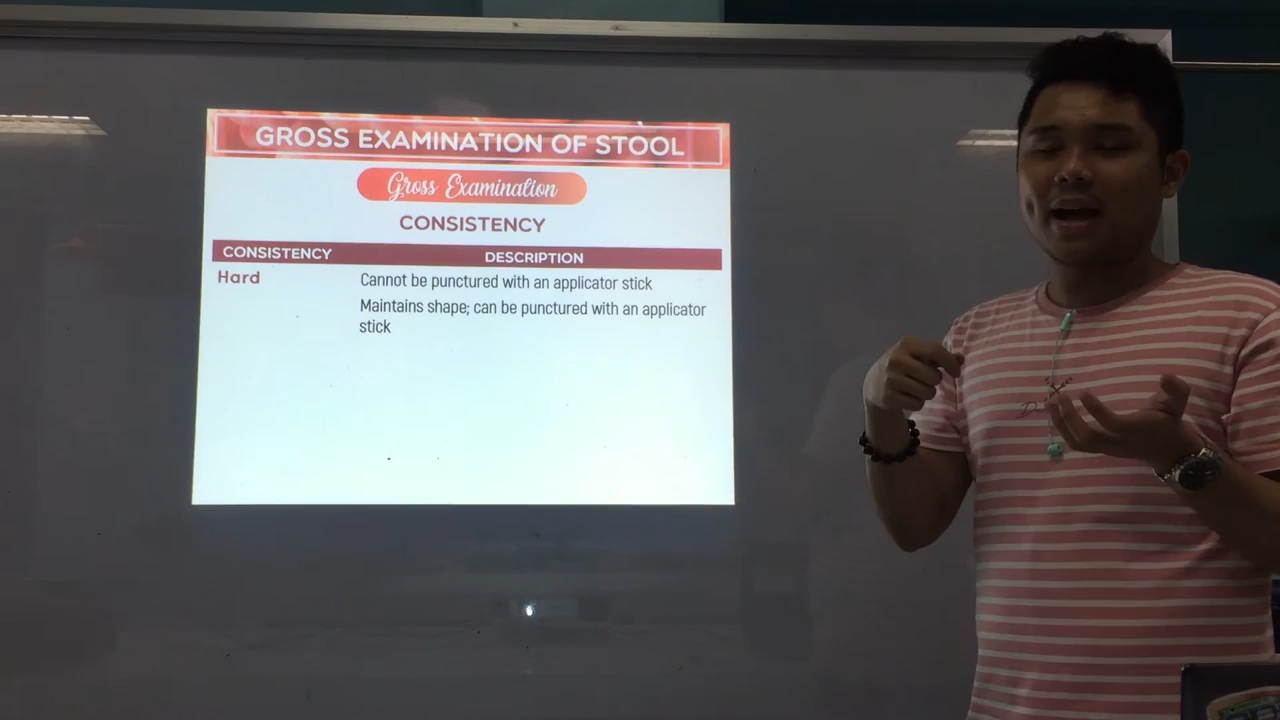 GROSS EXAMINATION OF STOOL
Gross Examination
CONSISTENCY
CONSISTENCY DESCRIPTION
Hard Cannot be punctured with an applicator stick
Maintains shape; can be punctured with an applicator
stick